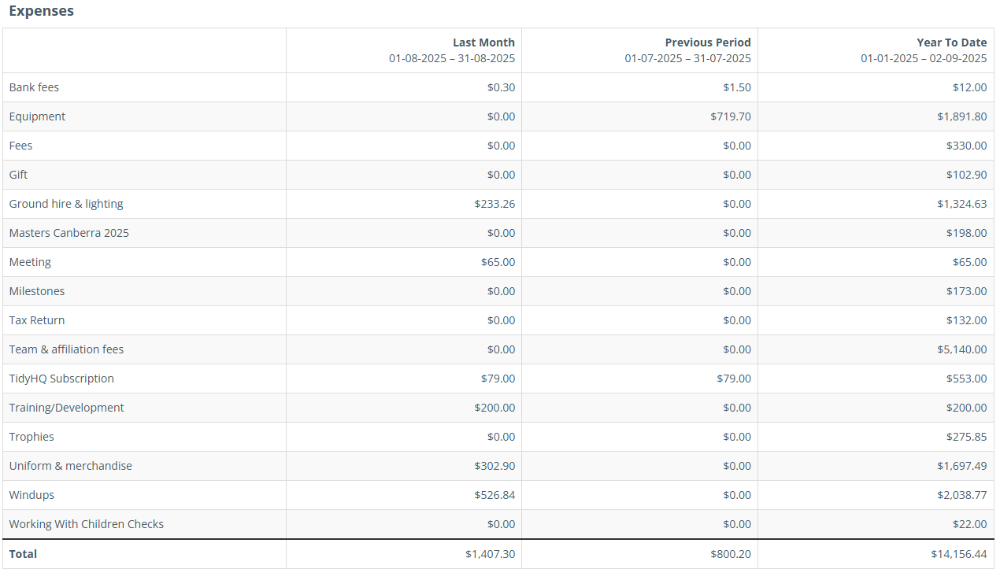 Expenses
Last Month Previous Period Year To Date
01-08-2025 – 31-08-2025 01-07-2025 – 31-07-2025 01-01-2025 – 02-09-2025
Bank fees $0.30 $1.50 $12.00
Equipment $0.00 $719.70 $1,891.80
Fees $0.00 $0.00 $330.00
Gift $0.00 $0.00 $102.90
Ground hire & lighting $233.26 $0.00 $1,324.63
Masters Canberra 2025 $0.00 $0.00 $198.00
Meeting $65.00 $0.00 $65.00
Milestones $0.00 $0.00 $173.00
Tax Return $0.00 $0.00 $132.00
Team & affiliation fees $0.00 $0.00 $5,140.00
TidyHQ Subscription $79.00 $79.00 $553.00
Training/Development $200.00 $0.00 $200.00
Trophies $0.00 $0.00 $275.85
Uniform & merchandise $302.90 $0.00 $1,697.49
Windups $526.84 $0.00 $2,038.77
Working With Children Checks $0.00 $0.00 $22.00
Total $1,407.30 $800.20 $14,156.44